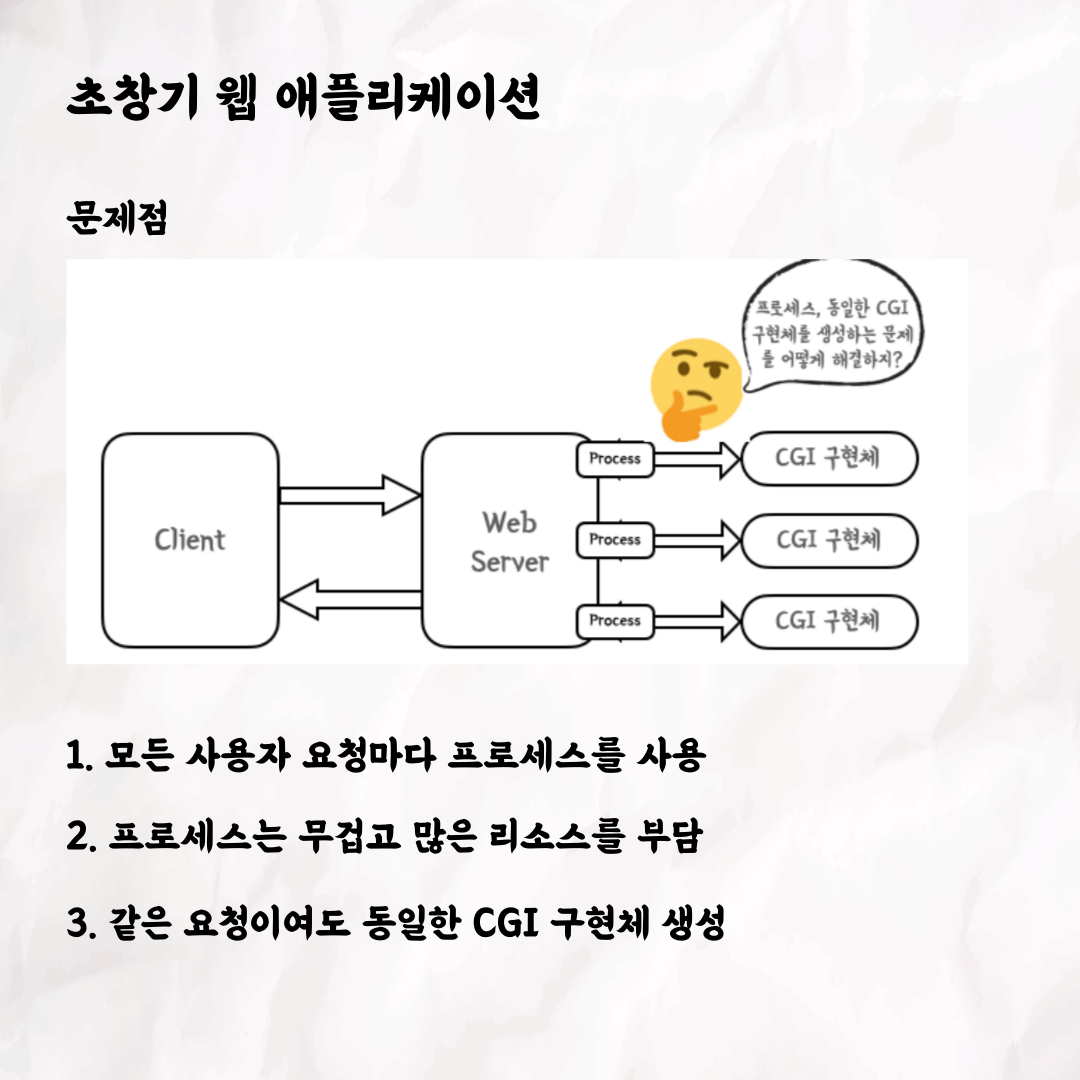 초창기 웹 애플리케이션
문제점
프로세스, 동일한 CGI
구현체를 생성하는 문제
를 어떻게 해결하지?
Client
Web
Server
Process
CGI 구현체
Process
CGI 구현체
Process
CGI 구현체
1. 모든 사용자 요청마다 프로세스를 사용
2. 프로세스는 무겁고 많은 리소스를 부담
3. 같은 요청이여도 동일한 CGI 구현체 생성